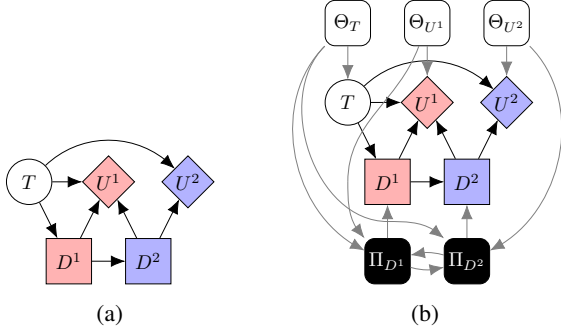 Θ_T Θ_{U¹} Θ_{U²}
T U¹ U²
T U¹ U²
D¹ D²
D¹ D²
Π_{D¹} Π_{D²}
(a) (b)